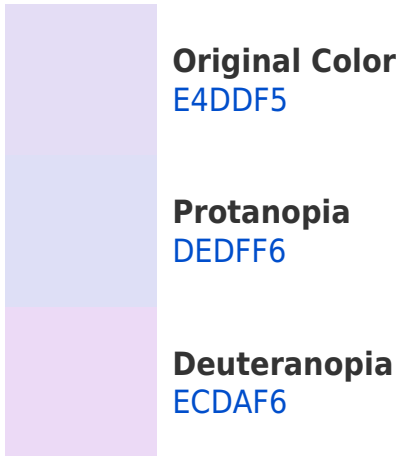 Original Color
E4DDF5
Protanopia
DEDFF6
Deuteranopia
ECDAF6